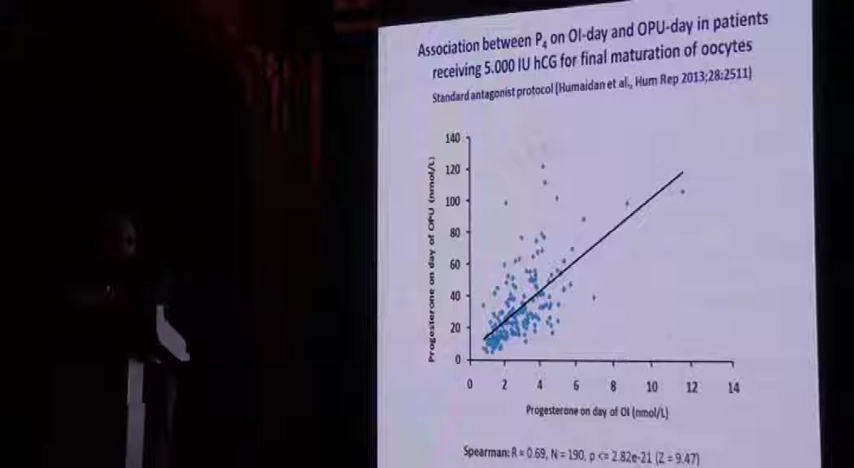 Association between P₄ on OI-day and OPU-day in patients
receiving 5.000 IU hCG for final maturation of oocytes
Standard antagonist protocol (Humaidan et al., Hum Rep 2013;28:2511)
Progesterone on day of OPU (nmol/L)
140
120
100
80
60
40
20
0
0 2 4 6 8 10 12 14
Progesterone on day of OI (nmol/L)
Spearman: R = 0.69, N = 190, p <= 2.82e-21 (Z = 9.47)